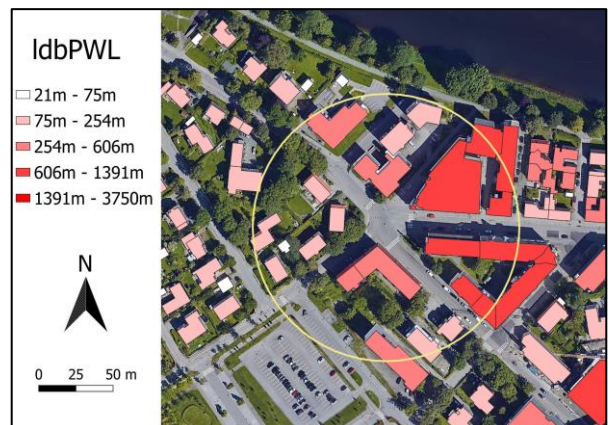 ldbPWL
21m - 75m
75m - 254m
254m - 606m
606m - 1391m
1391m - 3750m
N
0 25 50 m